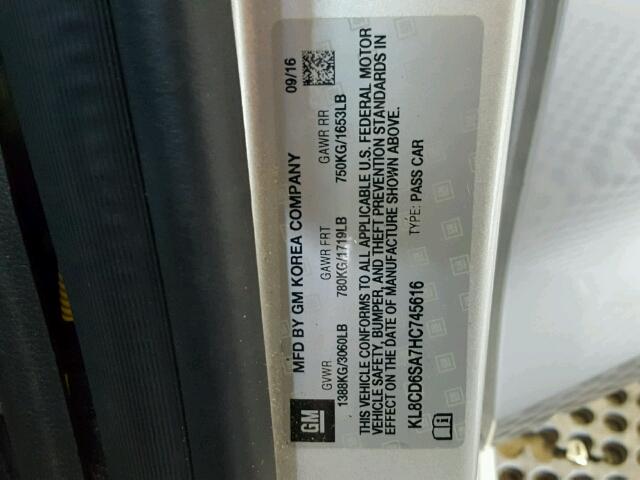 MFD BY GM KOREA COMPANY 09/16
GVWR GAWR FRT GAWR RR
1388KG/3060LB 780KG/1719LB 750KG/1653LB
THIS VEHICLE CONFORMS TO ALL APPLICABLE U.S. FEDERAL MOTOR
VEHICLE SAFETY, BUMPER, AND THEFT PREVENTION STANDARDS IN
EFFECT ON THE DATE OF MANUFACTURE SHOWN ABOVE.
KL8CD6SA7HC745616 TYPE: PASS CAR
GM